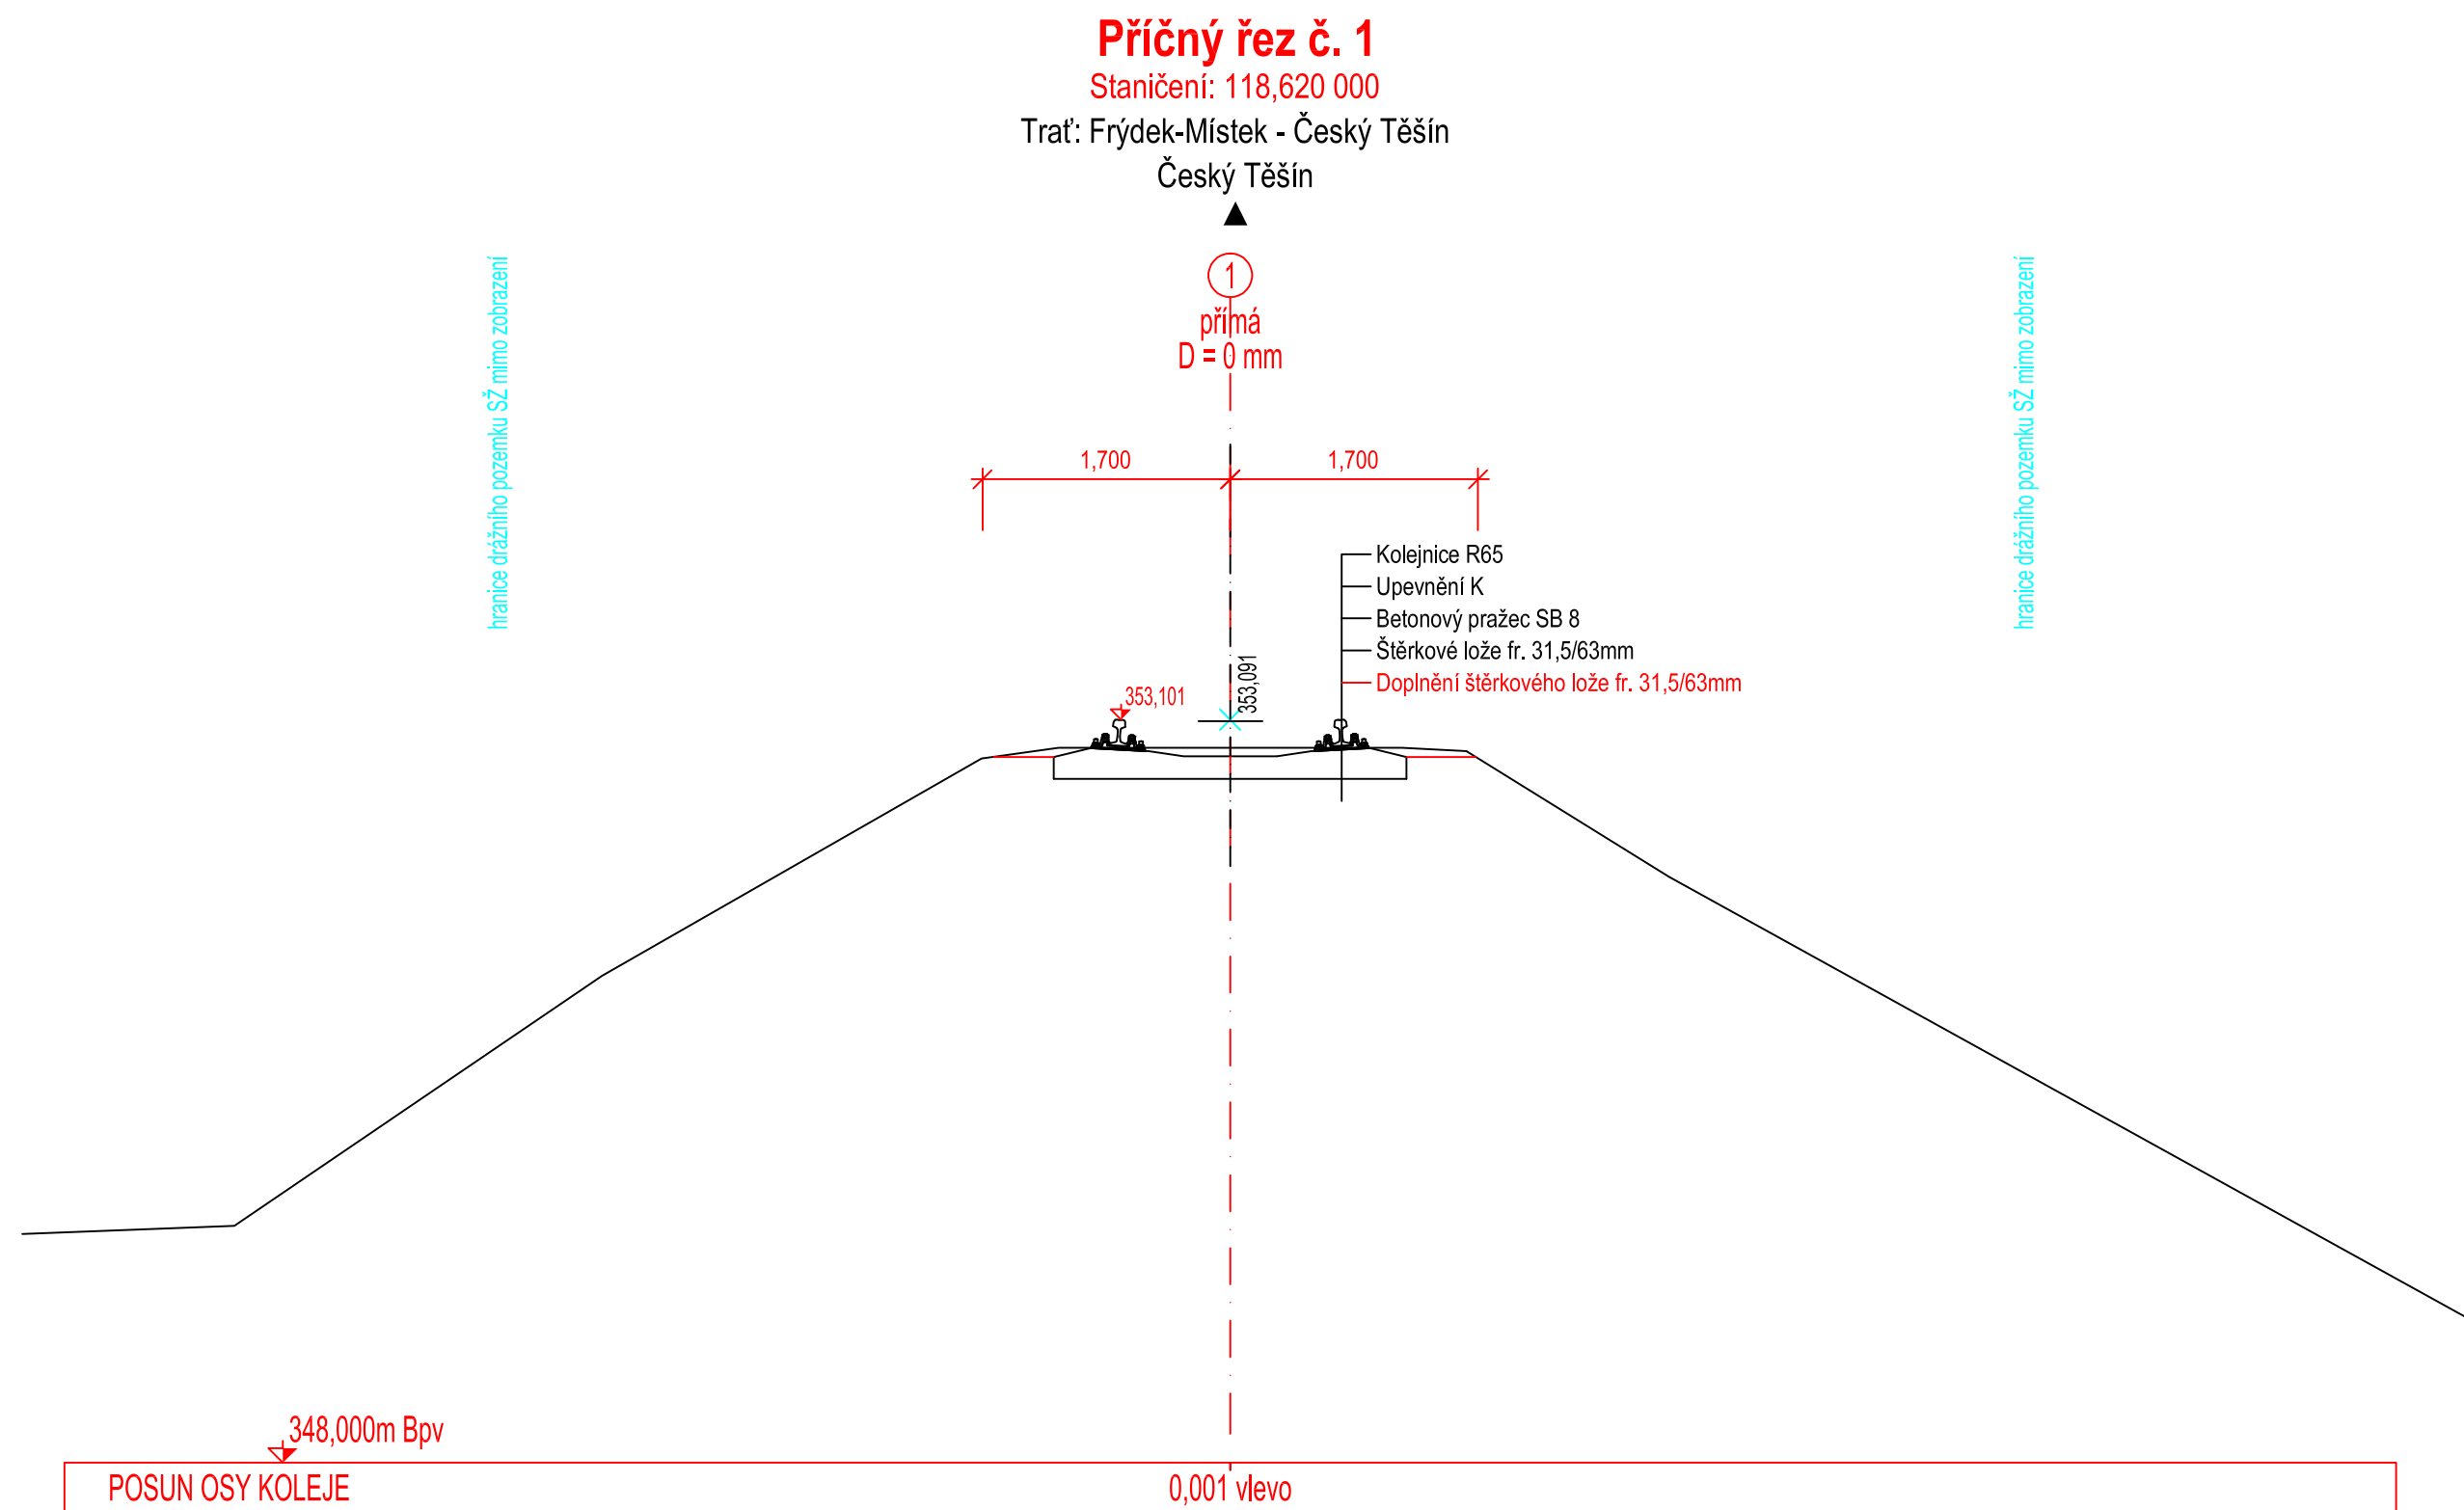 Příčný řez č. 1
Staničení: 118,620 000
Trať: Frýdek-Místek - Český Těšín
Český Těšín
1
přímá
D = 0 mm
hranice drážního pozemku SŽ mimo zobrazení
hranice drážního pozemku SŽ mimo zobrazení
1,700
1,700
Kolejnice R65
Upevnění K
Betonový pražec SB 8
Štěrkové lože fr. 31,5/63mm
Doplnění štěrkového lože fr. 31,5/63mm
353,101
353,091
348,000m Bpv
POSUN OSY KOLEJE
0,001 vlevo